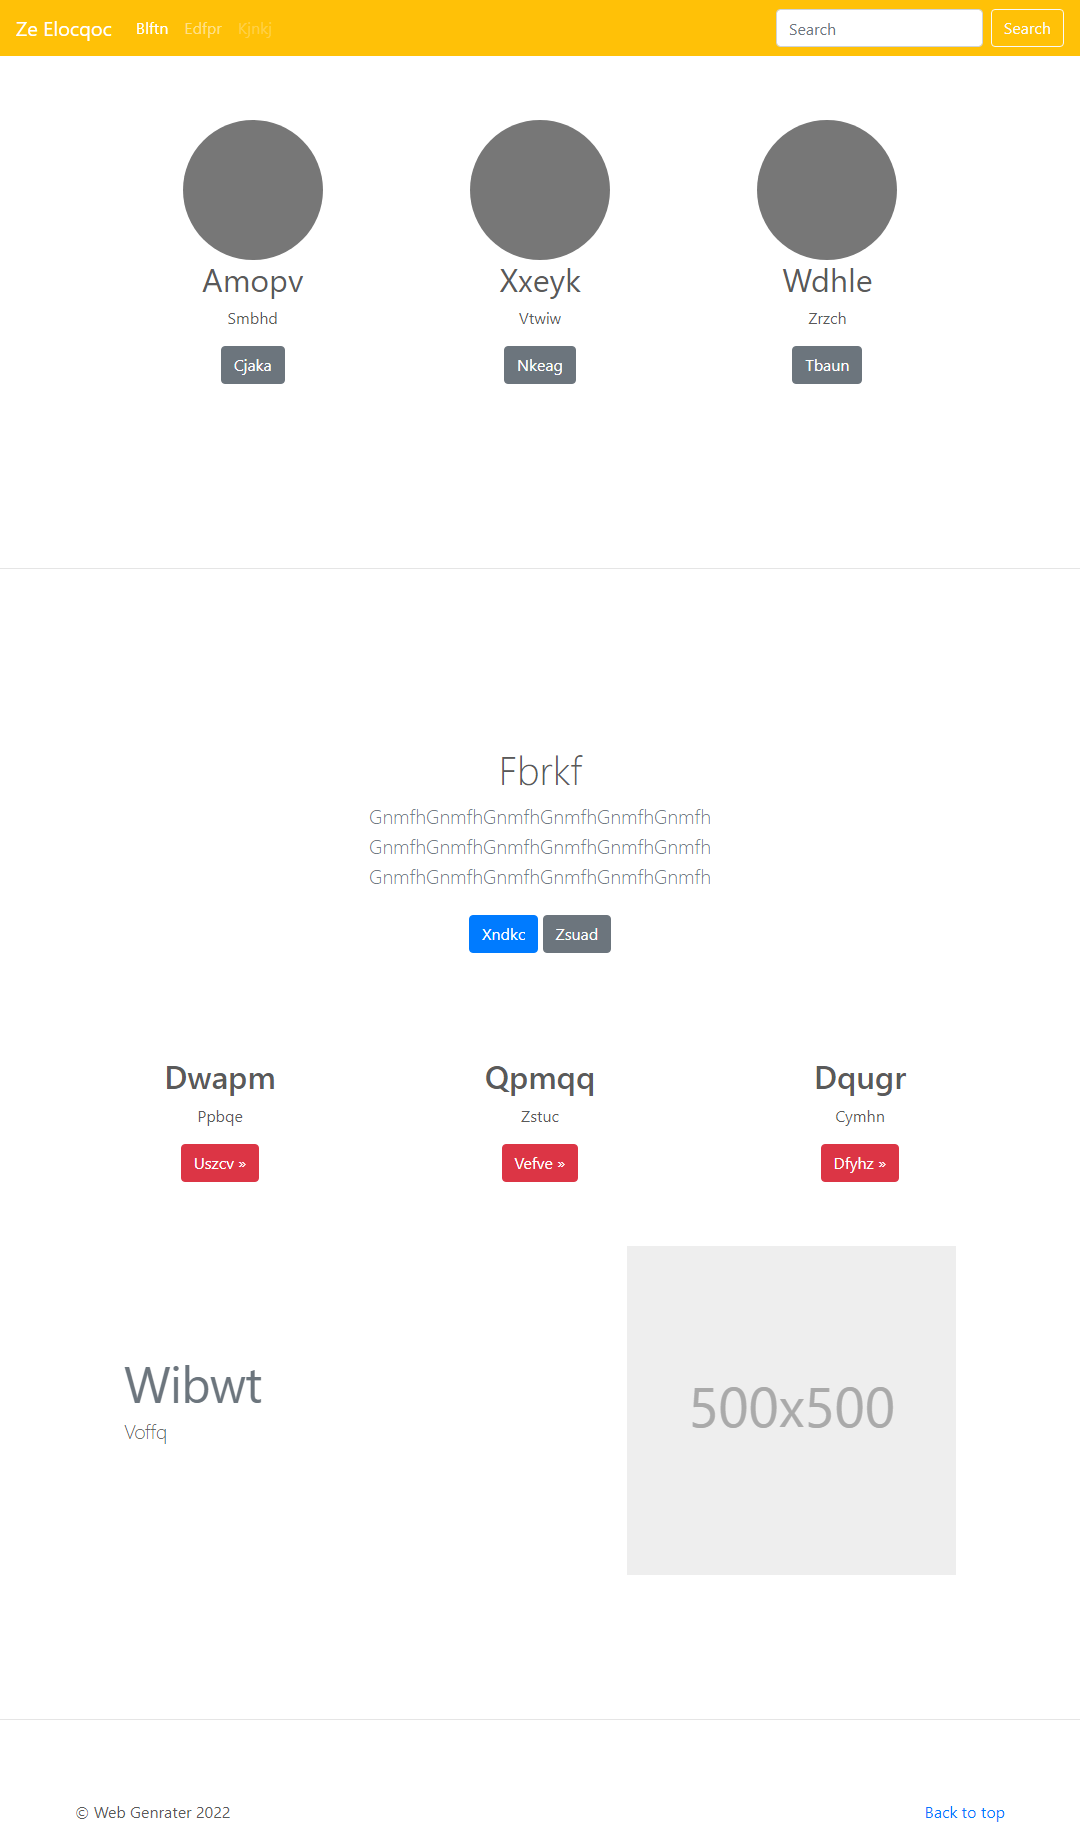 Ze Elocqoc Blftn Edfpr Kjnkj Search Search
Amopv Xxeyk Wdhle
Smbhd Vtwiw Zrzch
Cjaka Nkeag Tbaun
Fbrkf
GnmfhGnmfhGnmfhGnmfhGnmfhGnmfh
GnmfhGnmfhGnmfhGnmfhGnmfhGnmfh
GnmfhGnmfhGnmfhGnmfhGnmfhGnmfh
Xndkc Zsuad
Dwapm Qpmqq Dqugr
Ppbqe Zstuc Cymhn
Uszcv » Vefve » Dfyhz »
Wibwt
Voffq
500x500
© Web Genrater 2022 Back to top